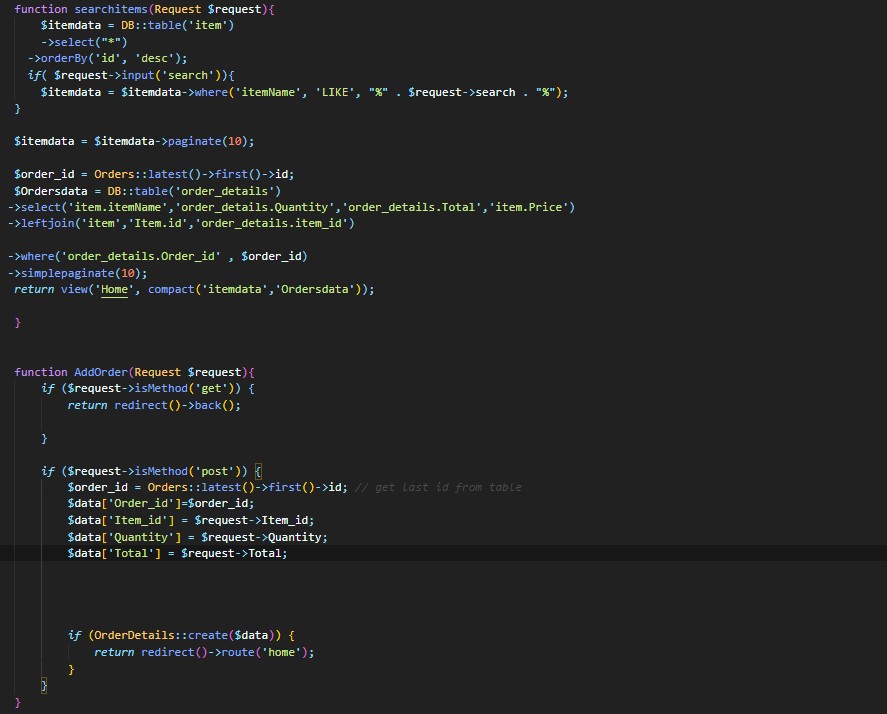 function searchitems(Request $request){
$itemdata = DB::table('item')
->select("*")
->orderBy('id', 'desc');
if( $request->input('search')){
$itemdata = $itemdata->where('itemName', 'LIKE', "%" . $request->search . "%");
}
$itemdata = $itemdata->paginate(10);
$order_id = Orders::latest()->first()->id;
$Ordersdata = DB::table('order_details')
->select('item.itemName','order_details.Quantity','order_details.Total','item.Price')
->leftjoin('item','Item.id','order_details.item_id')
->where('order_details.Order_id' , $order_id)
->simplepaginate(10);
return view('Home', compact('itemdata','Ordersdata'));
}
function AddOrder(Request $request){
if ($request->isMethod('get')) {
return redirect()->back();
}
if ($request->isMethod('post')) {
$order_id = Orders::latest()->first()->id; // get last id from table
$data['Order_id']=$order_id;
$data['Item_id'] = $request->Item_id;
$data['Quantity'] = $request->Quantity;
$data['Total'] = $request->Total;
if (OrderDetails::create($data)) {
return redirect()->route('home');
}
}
}